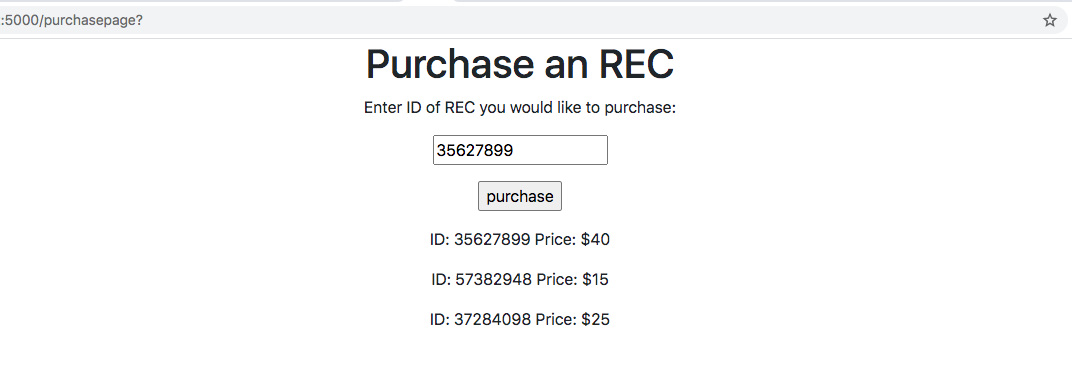 :5000/purchasepage?
Purchase an REC
Enter ID of REC you would like to purchase:
35627899
purchase
ID: 35627899 Price: $40
ID: 57382948 Price: $15
ID: 37284098 Price: $25